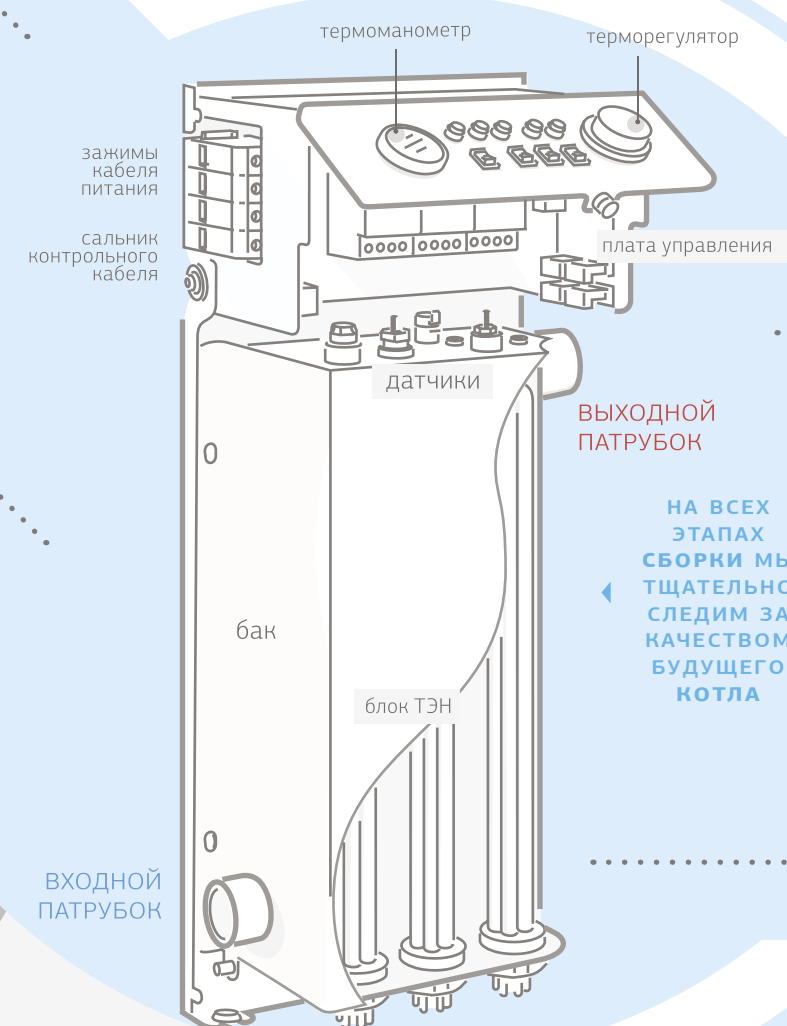 термоманометр
терморегулятор
зажимы
кабеля
питания
сальник
контрольного
кабеля
плата управления
датчики
ВЫХОДНОЙ
ПАТРУБОК
НА ВСЕХ
ЭТАПАХ
СБОРКИ МЫ
ТЩАТЕЛЬНО
СЛЕДИМ ЗА
КАЧЕСТВОМ
БУДУЩЕГО
КОТЛА
бак
блок ТЭН
ВХОДНОЙ
ПАТРУБОК